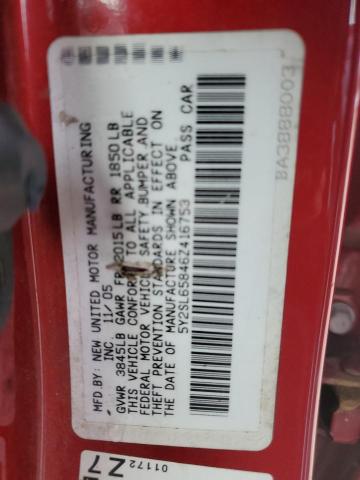 MFD.BY: NEW UNITED MOTOR MANUFACTURING
INC. 11/05
GVWR 3845LB GAWR FR 2015LB RR 1850LB
THIS VEHICLE CONFORMS TO ALL APPLICABLE
FEDERAL MOTOR VEHICLE SAFETY BUMPER AND
THEFT PREVENTION STANDARDS IN EFFECT ON
THE DATE OF MANUFACTURE SHOWN ABOVE.
5Y2SL65846Z416753 PASS CAR
BA38888003
01172
Z7